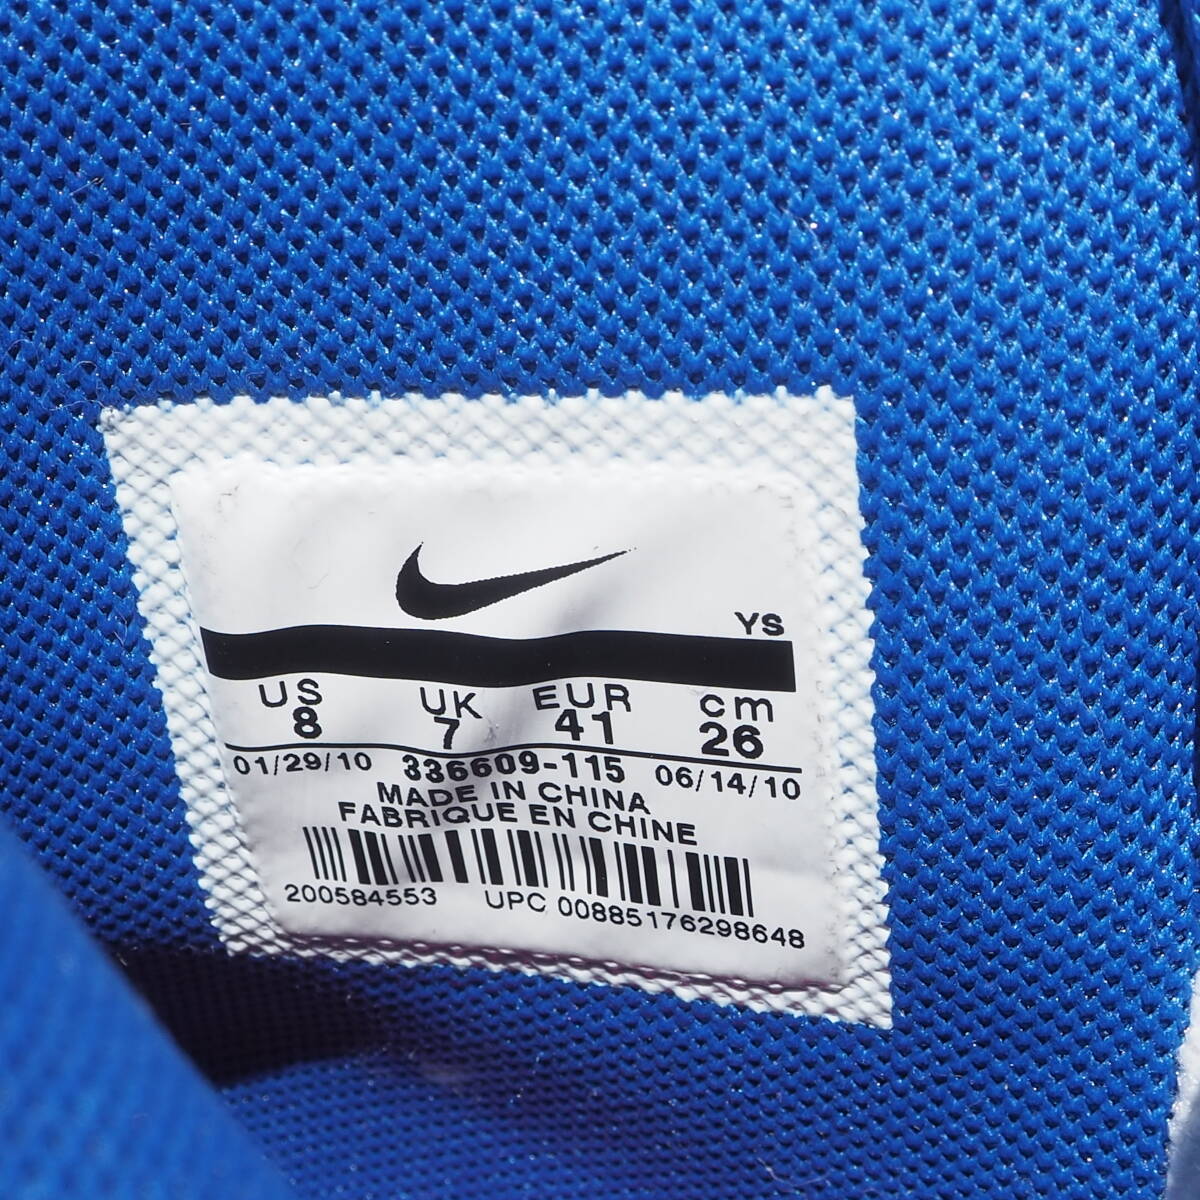 YS
US UK EUR cm
8 7 41 26
01/29/10 336609-115 06/14/10
MADE IN CHINA
FABRIQUE EN CHINE
200584553 UPC 00885176298648